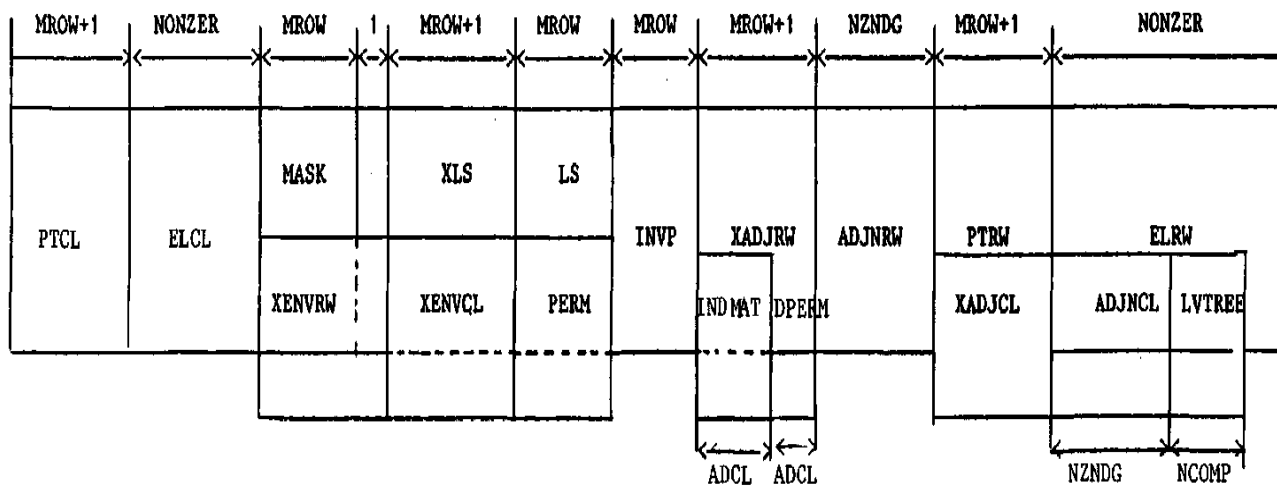 MROW+1 NONZER MROW 1 MROW+1 MROW MROW MROW+1 NZNDG MROW+1 NONZER
MASK XLS LS
PTCL ELCL INVP XADJRW ADJNRW PTRW ELRW
XENVRW XENVCL PERM INDMAT DPERM XADJCL ADJNCL LVTREE
ADCL ADCL NZNDG NCOMP